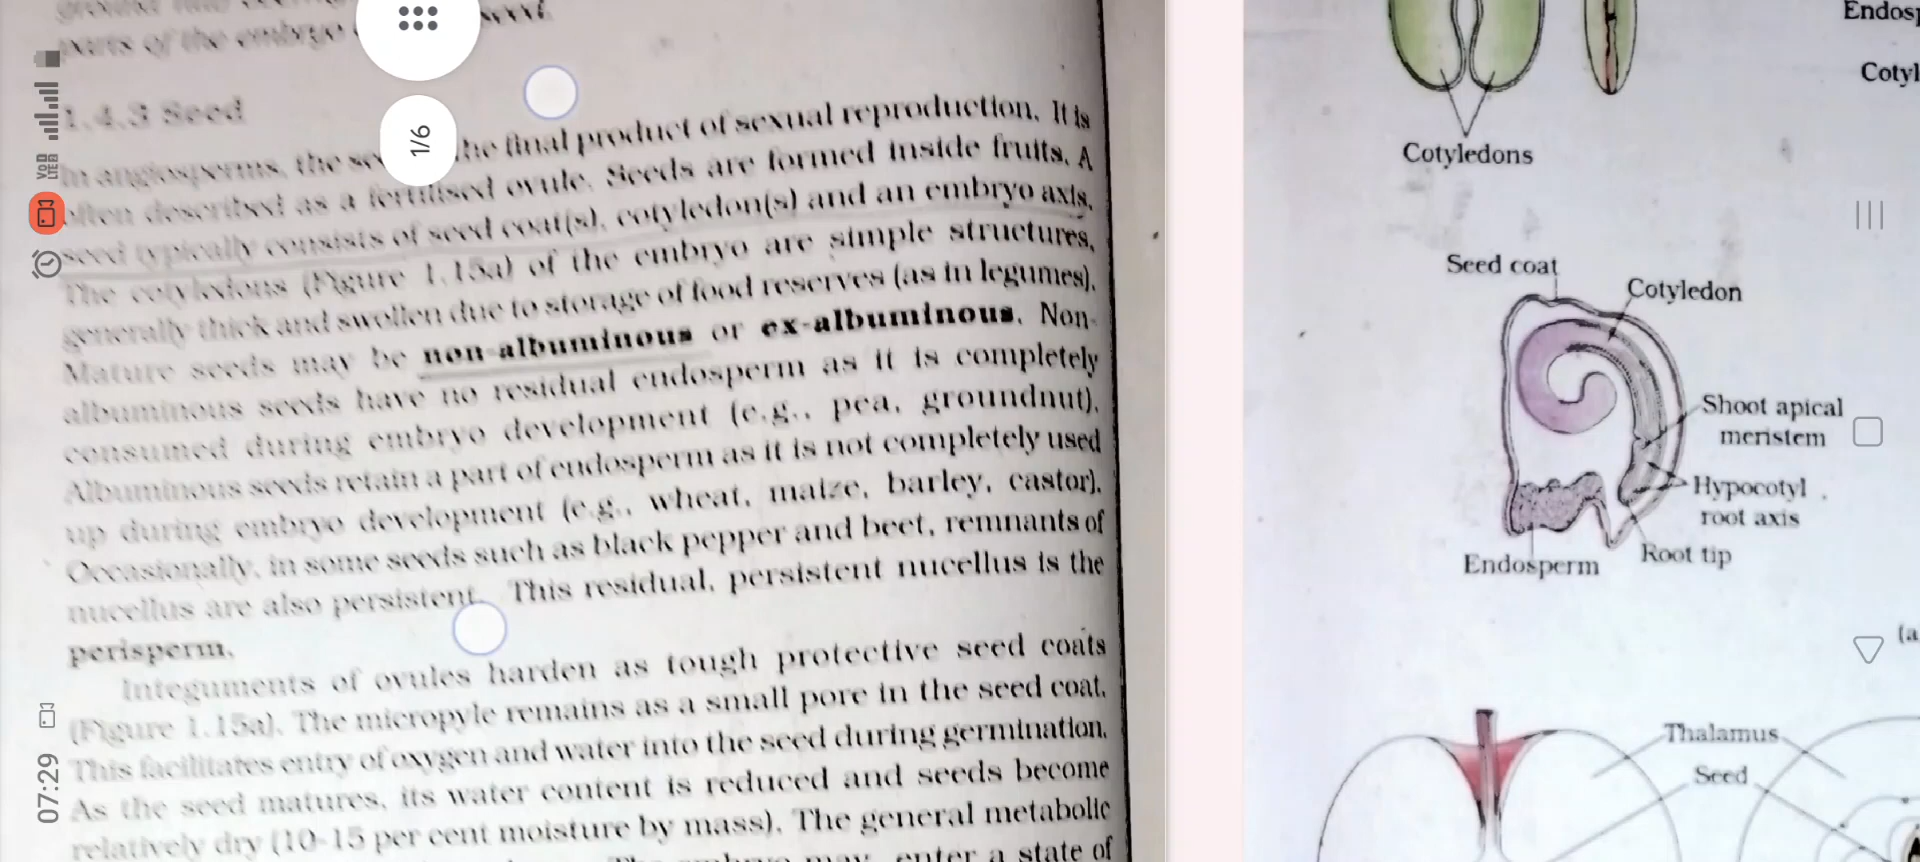 parts of the embryo
1.4.3 Seed
In angiosperms, the the final product of sexual reproduction. It is
often described as a fertilised ovule. Seeds are formed inside fruits. A
seed typically consists of seed coat(s), cotyledon(s) and an embryo axis.
The cotyledons (Figure 1.15a) of the embryo are simple structures,
generally thick and swollen due to storage of food reserves (as in legumes).
Mature seeds may be non-albuminous or ex-albuminous. Non-
albuminous seeds have no residual endosperm as it is completely
consumed during embryo development (e.g., pea, groundnut).
Albuminous seeds retain a part of endosperm as it is not completely used
up during embryo development (e.g., wheat, maize, barley, castor).
Occasionally, in some seeds such as black pepper and beet, remnants of
nucellus are also persistent. This residual, persistent nucellus is the
perisperm.
Integuments of ovules harden as tough protective seed coats
(Figure 1.15a). The micropyle remains as a small pore in the seed coat.
This facilitates entry of oxygen and water into the seed during germination.
As the seed matures, its water content is reduced and seeds become
relatively dry (10-15 per cent moisture by mass). The general metabolic
enter a state of
1/6
07:29
Endosp
Cotyl
Cotyledons
Seed coat
Cotyledon
Shoot apical
meristem
Hypocotyl
root axis
Root tip
Endosperm
(a
Thalamus
Seed